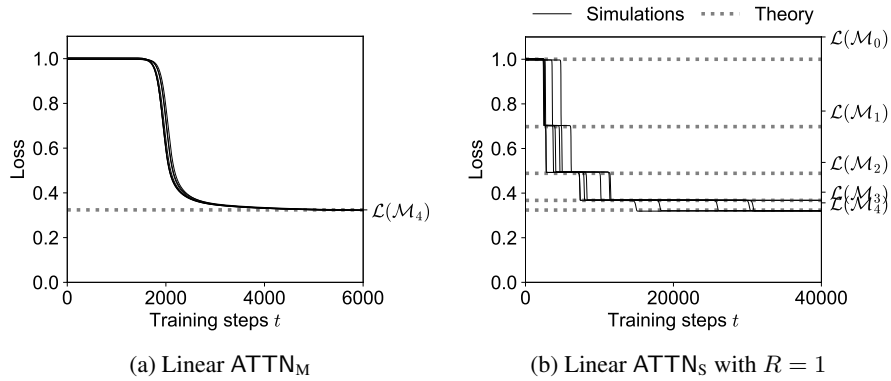 Simulations Theory
1.0
0.8
0.6
0.4
0.2
0.0
Loss
0 2000 4000 6000
Training steps t
ℒ(ℳ₄)
(a) Linear ATTN_M
1.0
0.8
0.6
0.4
0.2
0.0
Loss
0 20000 40000
Training steps t
ℒ(ℳ₀)
ℒ(ℳ₁)
ℒ(ℳ₂)
ℒ(ℳ₃)
ℒ(ℳ₄)
(b) Linear ATTN_S with R = 1